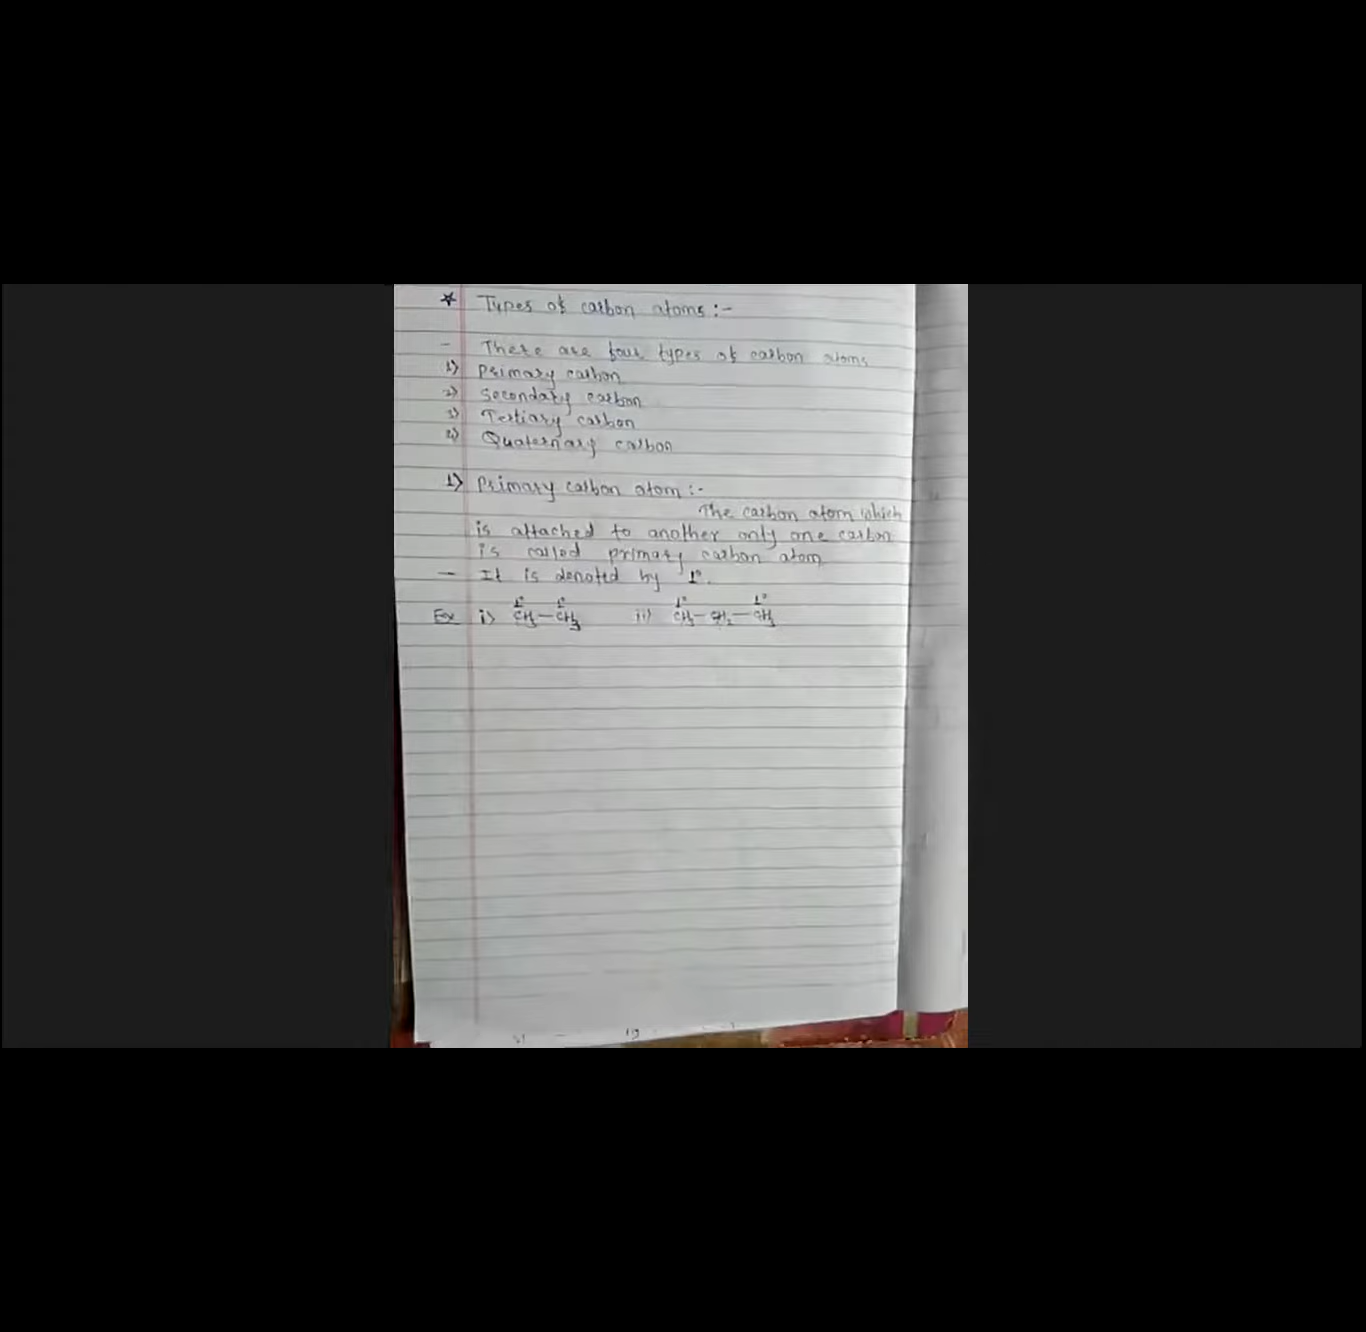 * Types of carbon atoms :-
- There are four types of carbon atoms
1) Primary carbon
2) Secondary carbon
3) Tertiary carbon
4) Quaternary carbon
1) Primary carbon atom :-
The carbon atom which
is attached to another only one carbon
is called primary carbon atom
- It is denoted by 1°.
1° 1° 1° 1°
Ex i) CH3-CH3 ii) CH3-CH2-CH3